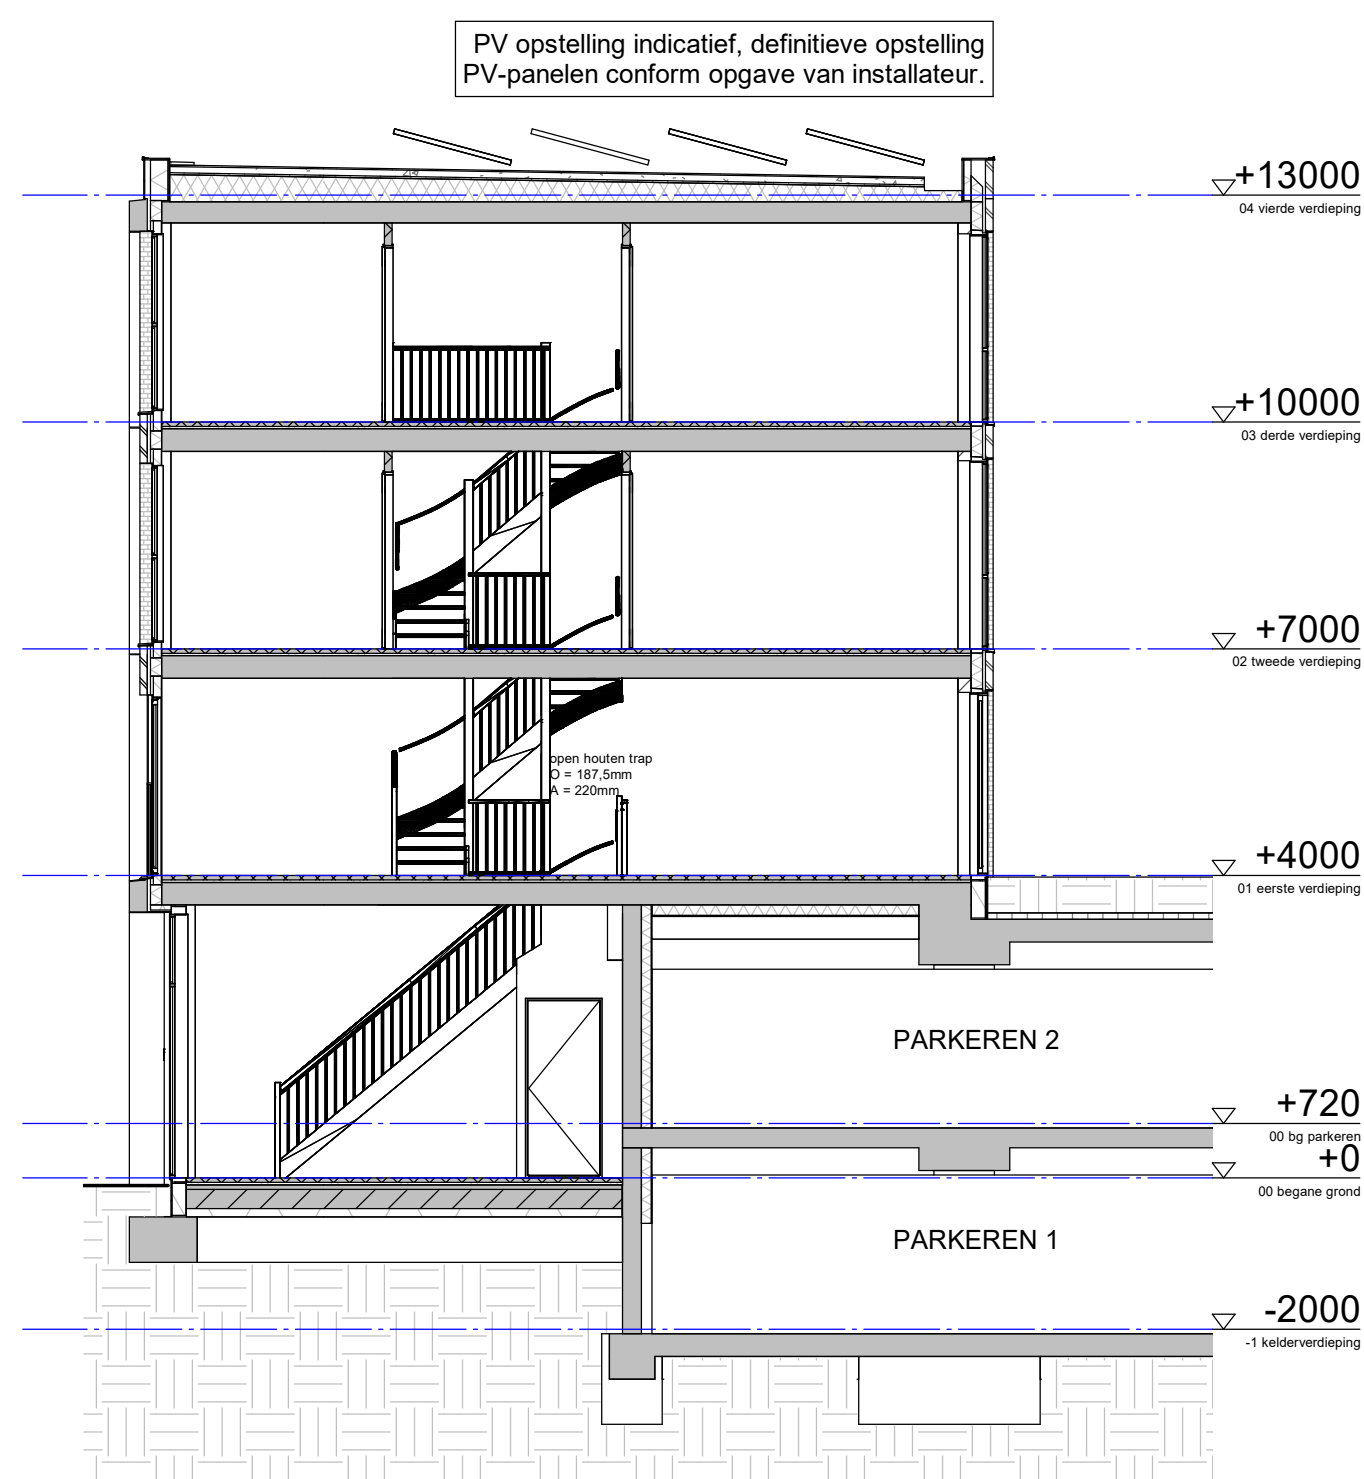 PV opstelling indicatief, definitieve opstelling
PV-panelen conform opgave van installateur.
+13000
04 vierde verdieping
+10000
03 derde verdieping
+7000
02 tweede verdieping
open houten trap
O = 187,5mm
A = 220mm
+4000
01 eerste verdieping
PARKEREN 2
+720
00 bg parkeren
+0
00 begane grond
PARKEREN 1
-2000
-1 kelderverdieping